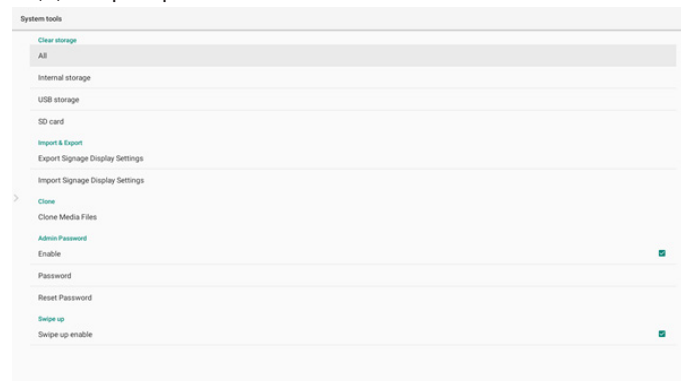 System tools
Clear storage
All
Internal storage
USB storage
SD card
Import & Export
Export Signage Display Settings
Import Signage Display Settings
Clone
Clone Media Files
Admin Password
Enable
Password
Reset Password
Swipe up
Swipe up enable